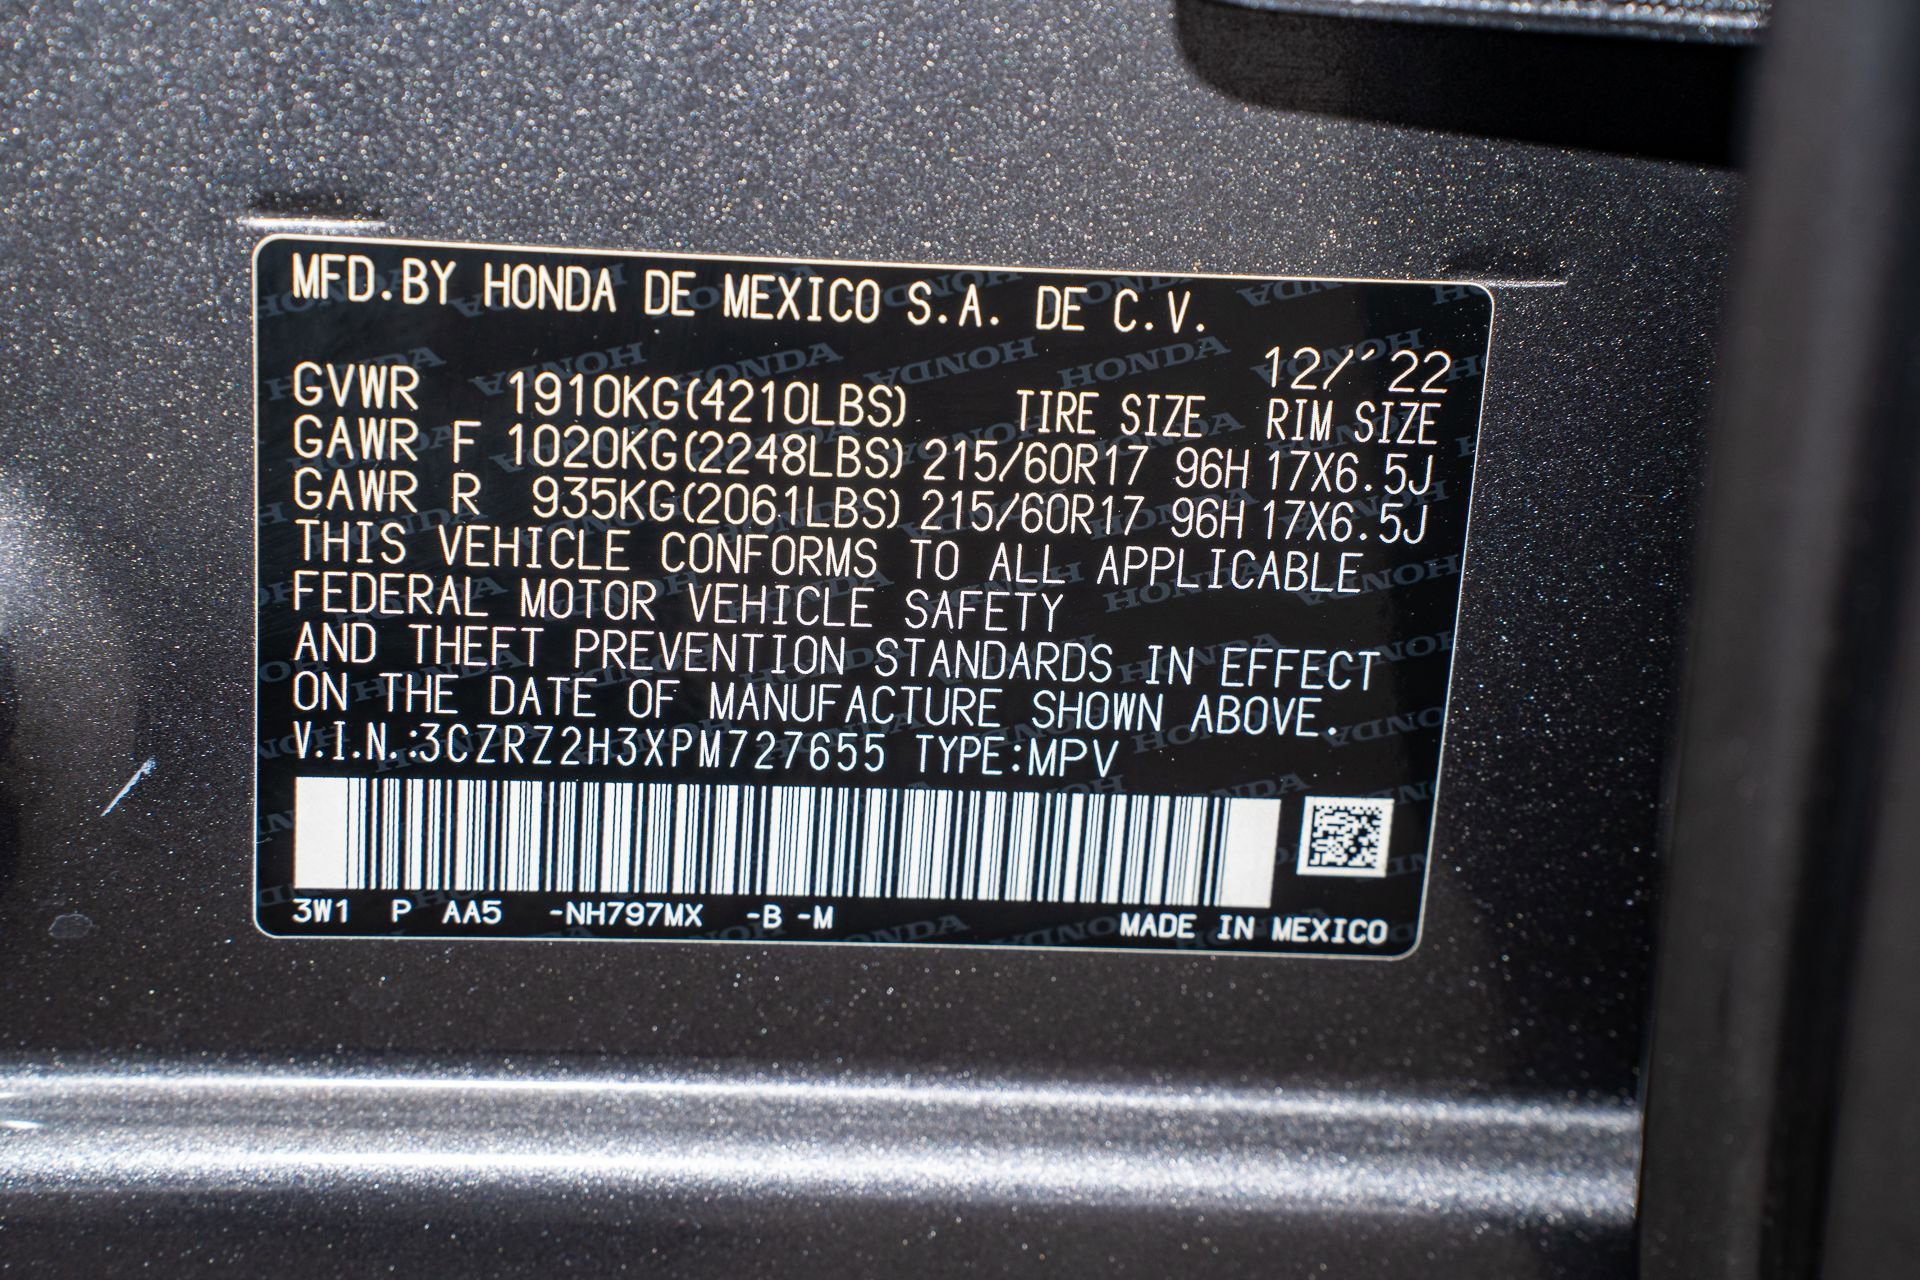 MFD.BY HONDA DE MEXICO S.A. DE C.V.
12/'22
GVWR 1910KG(4210LBS) TIRE SIZE RIM SIZE
GAWR F 1020KG(2248LBS) 215/60R17 96H 17X6.5J
GAWR R 935KG(2061LBS) 215/60R17 96H 17X6.5J
THIS VEHICLE CONFORMS TO ALL APPLICABLE
FEDERAL MOTOR VEHICLE SAFETY
AND THEFT PREVENTION STANDARDS IN EFFECT
ON THE DATE OF MANUFACTURE SHOWN ABOVE.
V.I.N.:3CZRZ2H3XPM727655 TYPE:MPV
3W1 P AA5 -NH797MX -B -M MADE IN MEXICO